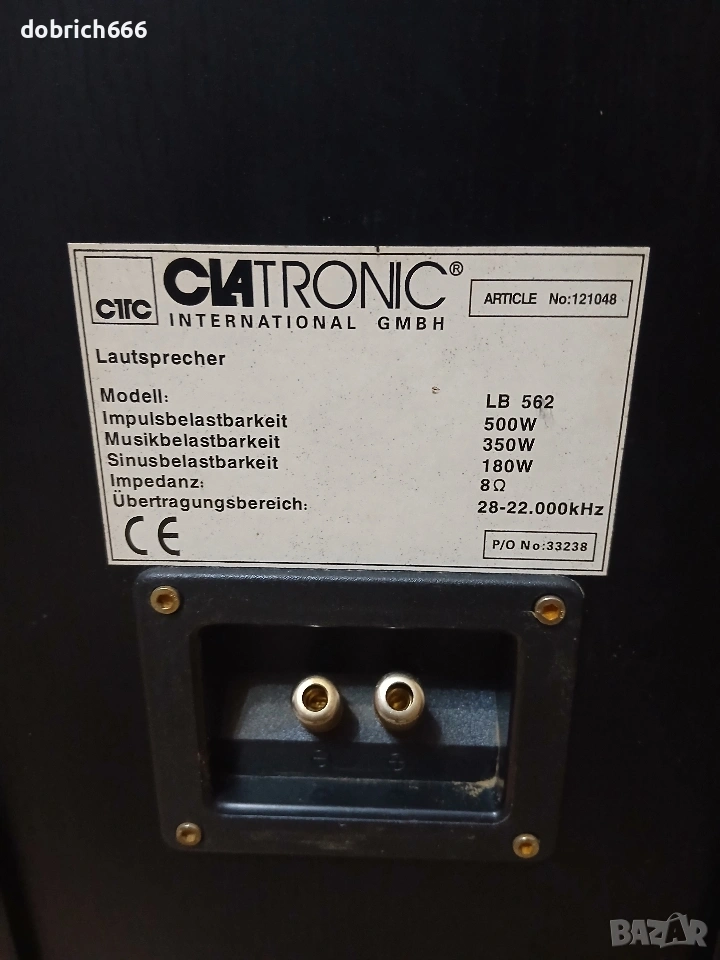 dobrich666
CTC
CLATRONIC®
INTERNATIONAL GMBH
ARTICLE No:121048
Lautsprecher
Modell: LB 562
Impulsbelastbarkeit 500W
Musikbelastbarkeit 350W
Sinusbelastbarkeit 180W
Impedanz: 8Ω
Übertragungsbereich: 28-22.000kHz
CE
P/O No:33238
BAZAR